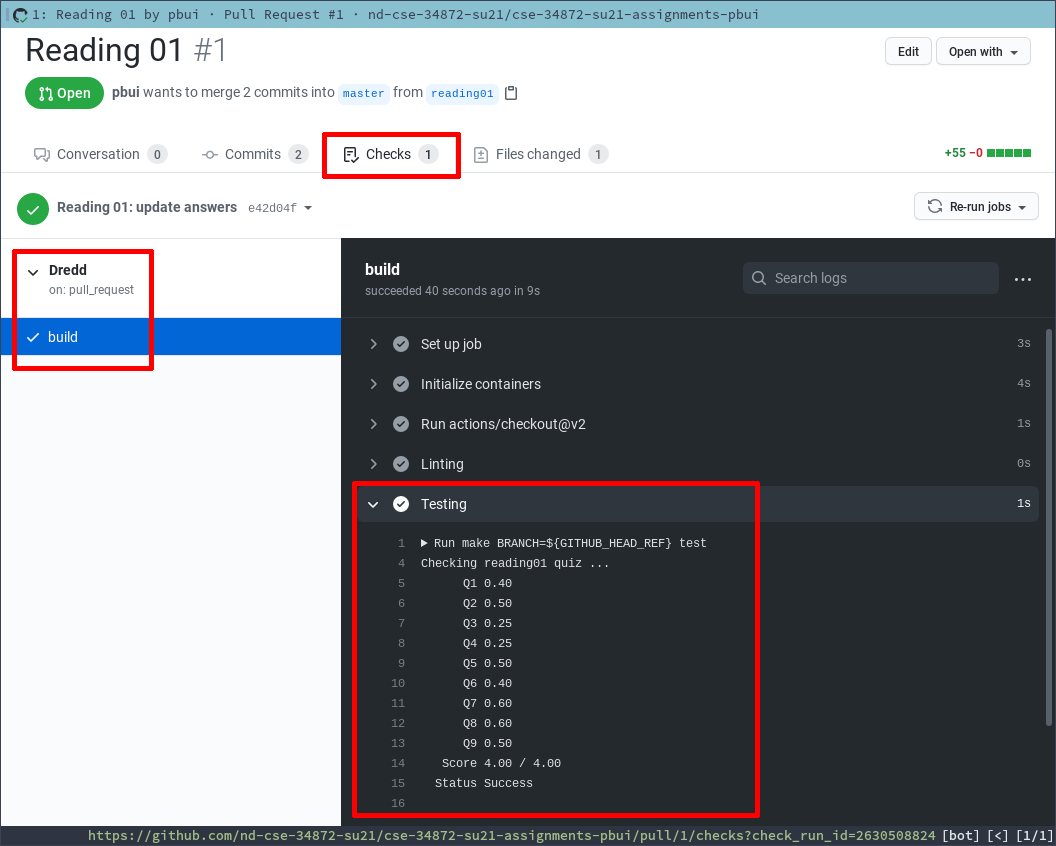 1: Reading 01 by pbui · Pull Request #1 · nd-cse-34872-su21/cse-34872-su21-assignments-pbui
Reading 01 #1
Edit
Open with
Open
pbui wants to merge 2 commits into master from reading01
Conversation 0
Commits 2
Checks 1
Files changed 1
+55 −0
Reading 01: update answers e42d04f
Re-run jobs
Dredd
on: pull_request
build
build
succeeded 40 seconds ago in 9s
Search logs
Set up job 3s
Initialize containers 4s
Run actions/checkout@v2 1s
Linting 0s
Testing 1s
1 Run make BRANCH=${GITHUB_HEAD_REF} test
4 Checking reading01 quiz ...
5 Q1 0.40
6 Q2 0.50
7 Q3 0.25
8 Q4 0.25
9 Q5 0.50
10 Q6 0.40
11 Q7 0.60
12 Q8 0.60
13 Q9 0.50
14 Score 4.00 / 4.00
15 Status Success
16
https://github.com/nd-cse-34872-su21/cse-34872-su21-assignments-pbui/pull/1/checks?check_run_id=2630508824 [bot] [<] [1/1]